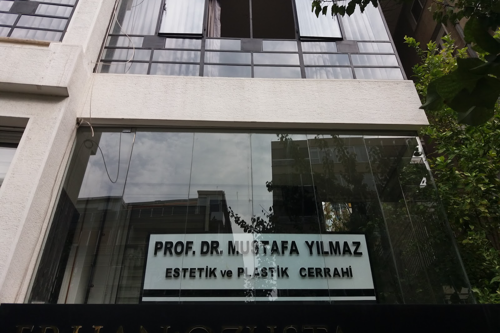 PROF. DR. MUSTAFA YILMAZ
ESTETİK ve PLASTİK CERRAHİ